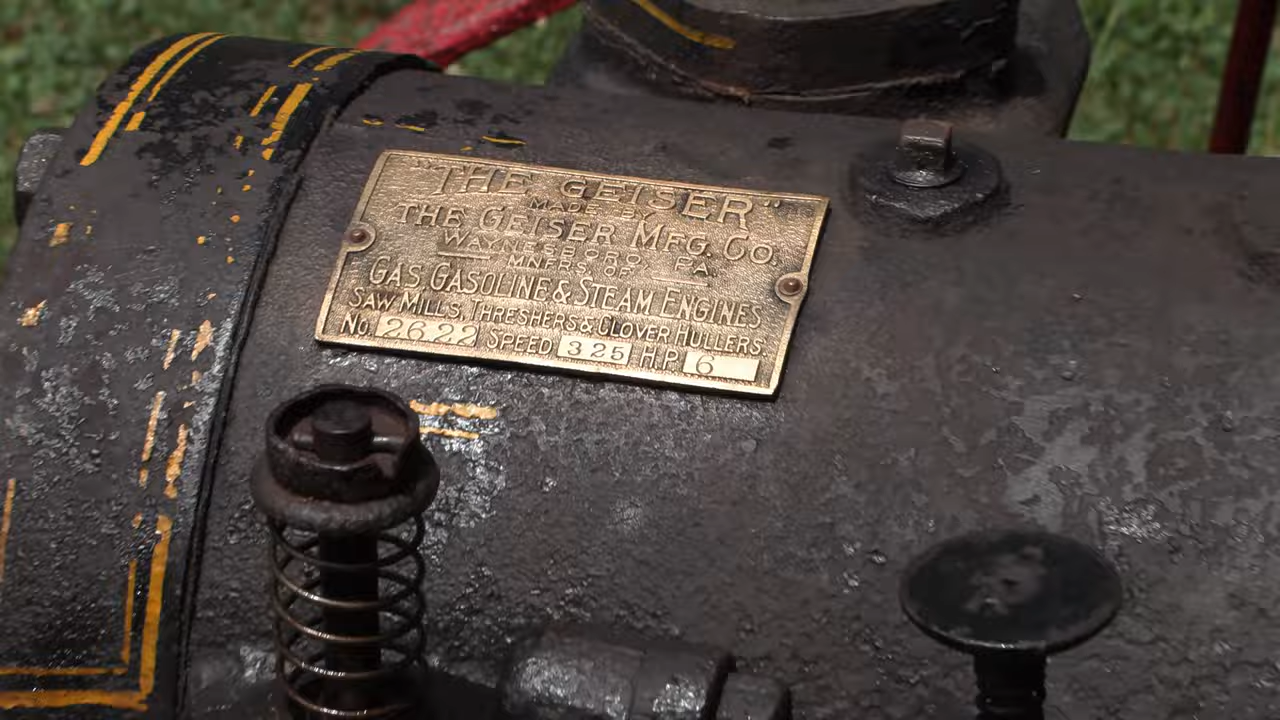 "THE GEISER"
MADE BY
THE GEISER MFG. CO.
WAYNESBORO, PA.
MNFRS. OF
GAS GASOLINE & STEAM ENGINES
SAW MILLS, THRESHERS & CLOVER HULLERS.
NO. 2622 SPEED 325 H.P. 6